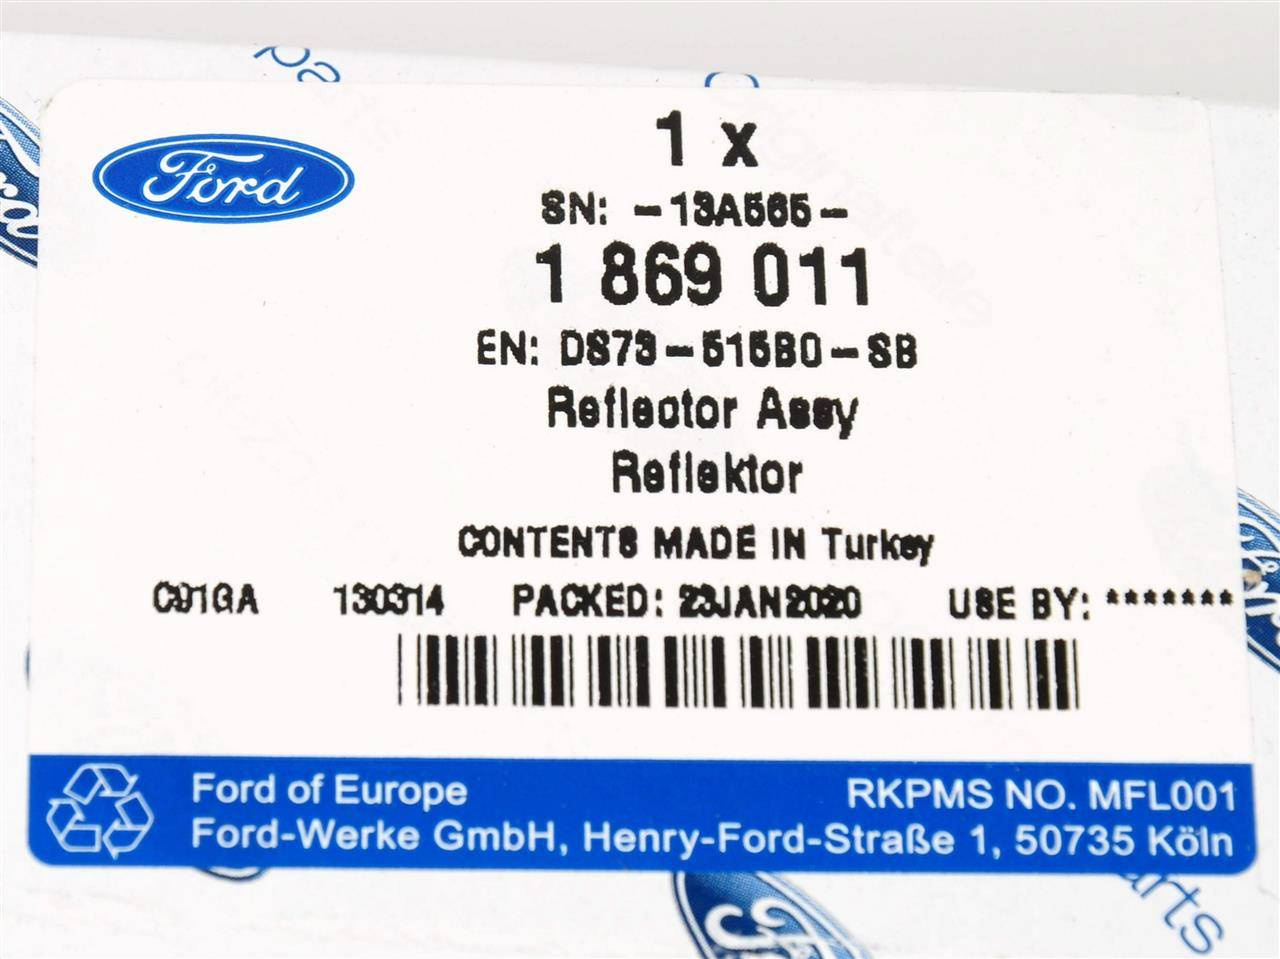 Ford
1 x
SN: -13A565-
1 869 011
EN: DS73-515B0-SB
Reflector Assy
Reflektor
CONTENTS MADE IN Turkey
C91GA 130314 PACKED: 23JAN2020 USE BY: *******
Ford of Europe RKPMS NO. MFL001
Ford-Werke GmbH, Henry-Ford-Straße 1, 50735 Köln